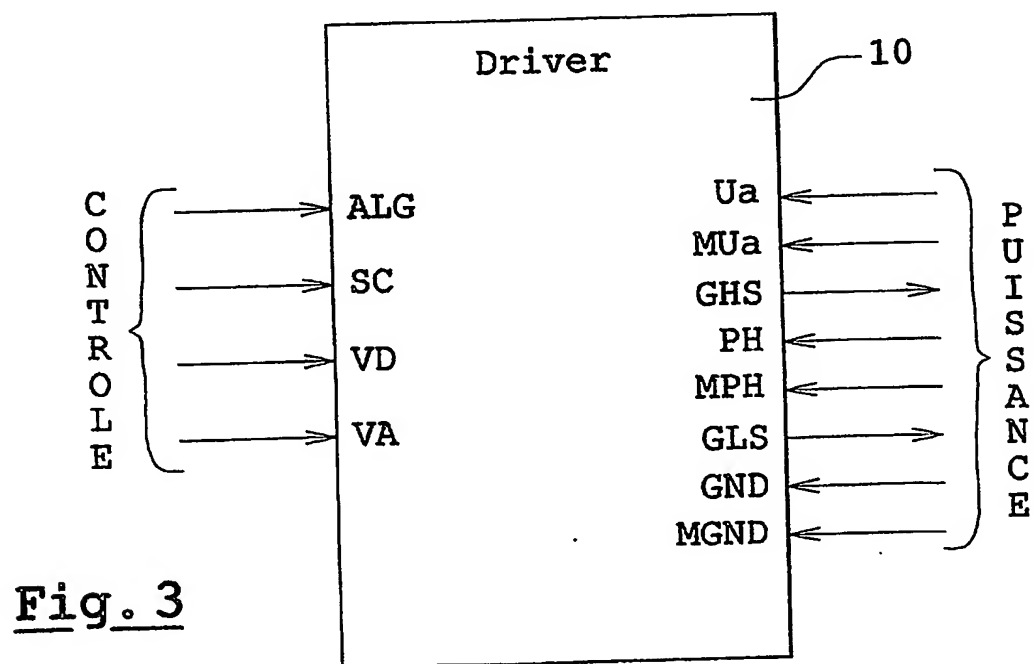 Driver
10
CONTROLE
ALG
SC
VD
VA
Ua
MUa
GHS
PH
MPH
GLS
GND
MGND
PUISSANCE
Fig. 3